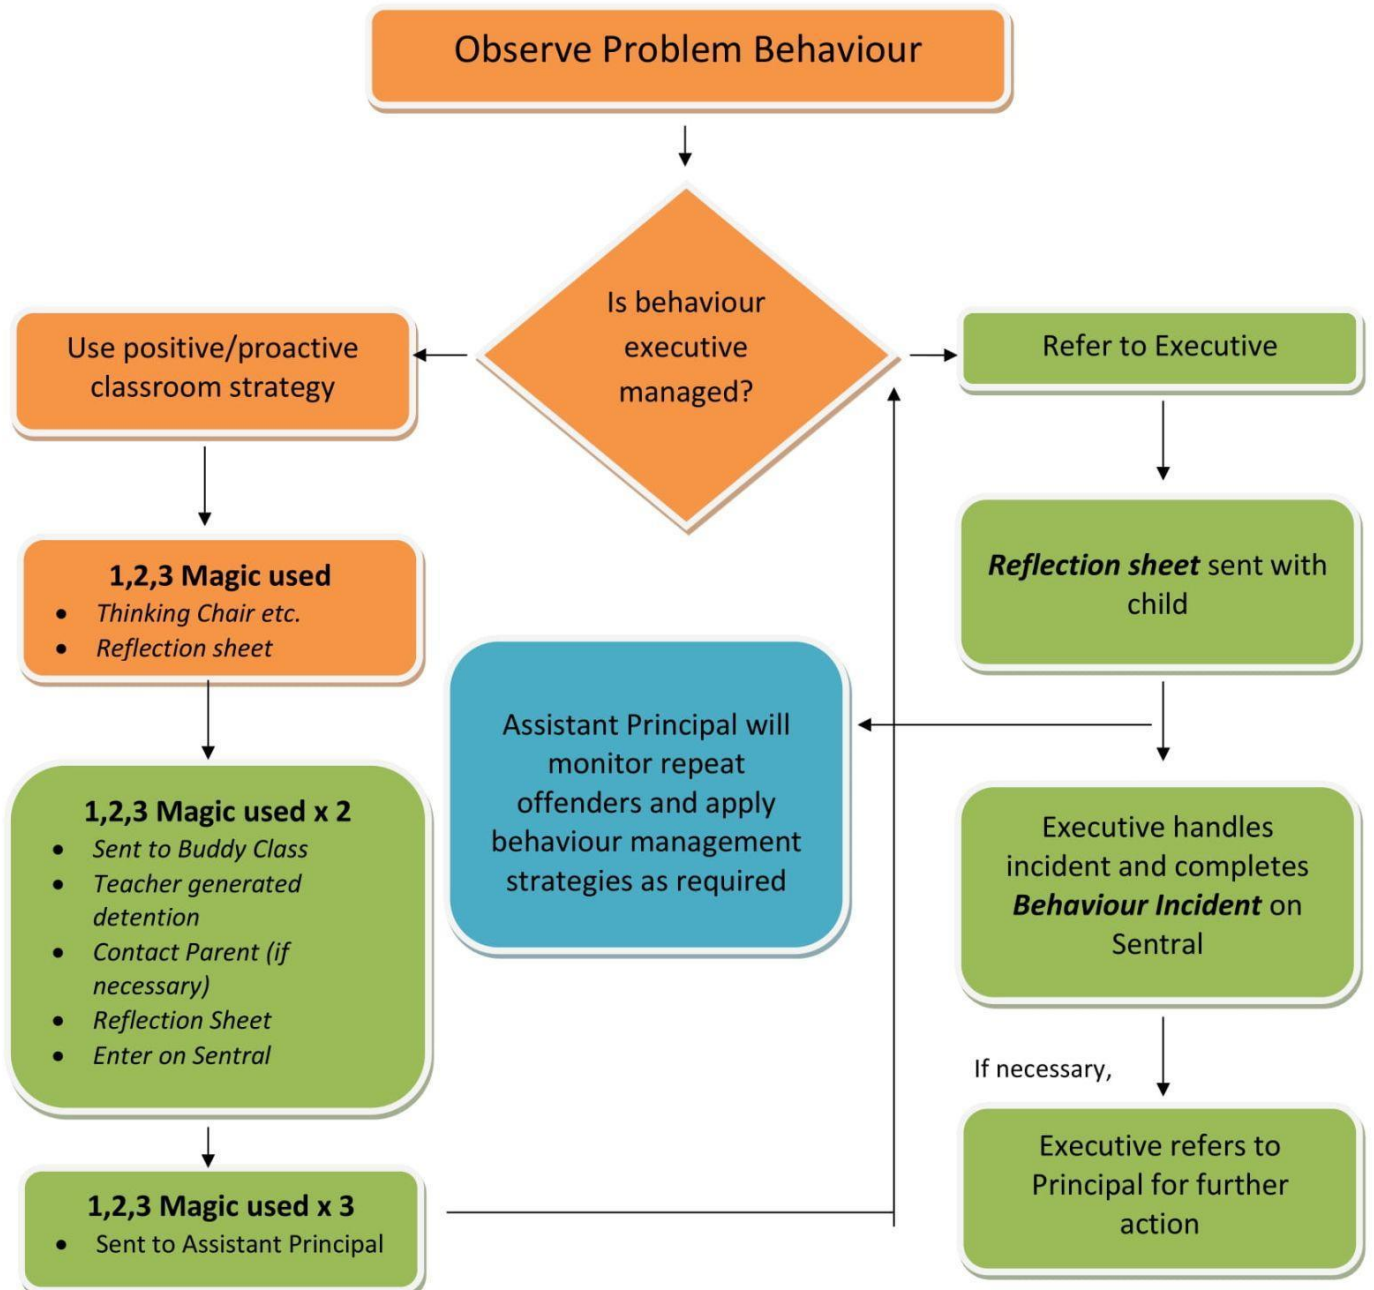 Observe Problem Behaviour
Is behaviour
executive
managed?
Use positive/proactive
classroom strategy
1,2,3 Magic used
• Thinking Chair etc.
• Reflection sheet
1,2,3 Magic used x 2
• Sent to Buddy Class
• Teacher generated
detention
• Contact Parent (if
necessary)
• Reflection Sheet
• Enter on Sentral
1,2,3 Magic used x 3
• Sent to Assistant Principal
Assistant Principal will
monitor repeat
offenders and apply
behaviour management
strategies as required
Refer to Executive
Reflection sheet sent with
child
Executive handles
incident and completes
Behaviour Incident on
Sentral
If necessary,
Executive refers to
Principal for further
action